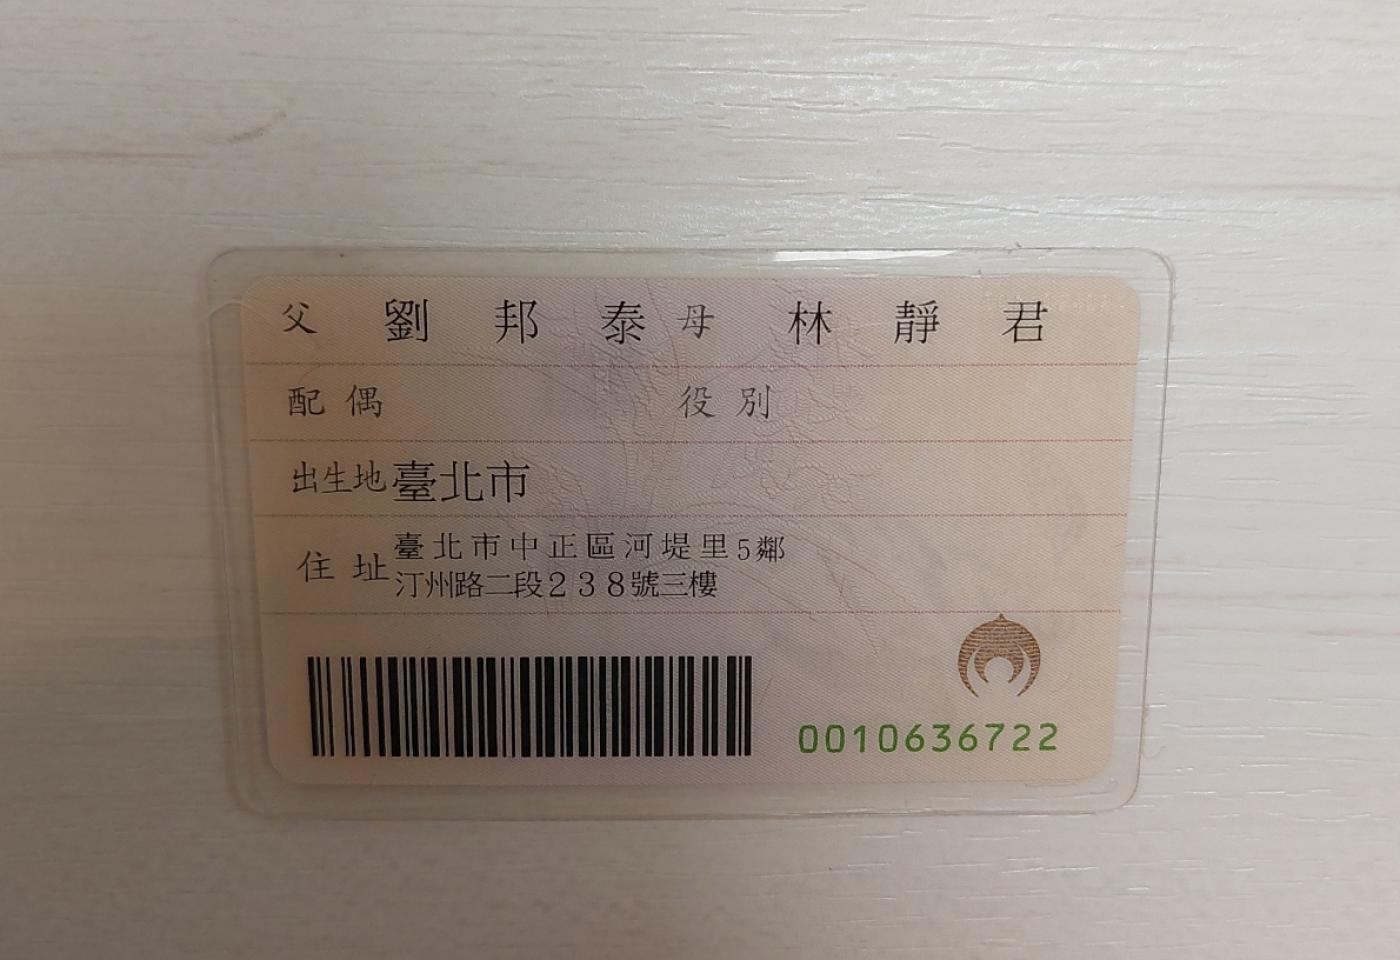 父 劉邦泰 母 林靜君
配偶 役別
出生地 臺北市
住址 臺北市中正區河堤里5鄰
汀州路二段238號三樓
0010636722